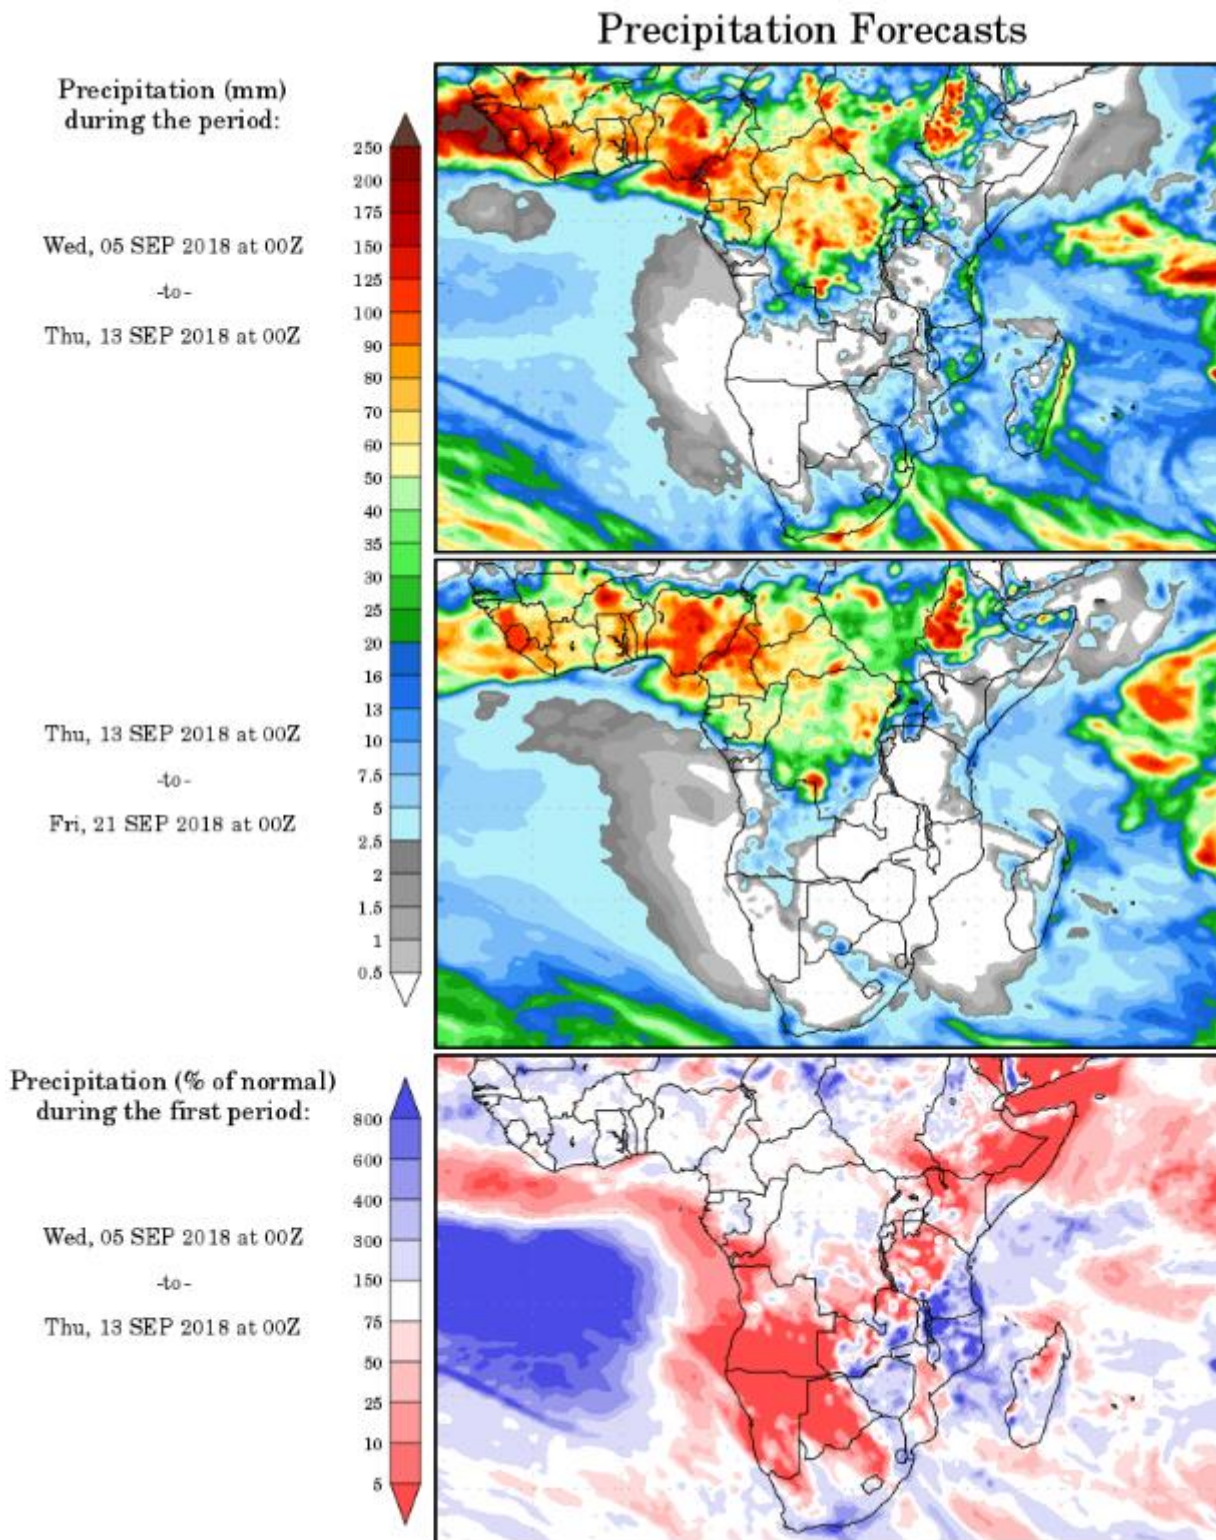 Precipitation Forecasts
Precipitation (mm)
during the period:
Wed, 05 SEP 2018 at 00Z
-to-
Thu, 13 SEP 2018 at 00Z
250
200
175
150
125
100
90
80
70
60
50
40
35
30
25
20
16
13
10
7.5
5
2.5
2
1.5
1
0.5
Thu, 13 SEP 2018 at 00Z
-to-
Fri, 21 SEP 2018 at 00Z
Precipitation (% of normal)
during the first period:
Wed, 05 SEP 2018 at 00Z
-to-
Thu, 13 SEP 2018 at 00Z
800
600
400
300
150
75
50
25
10
5